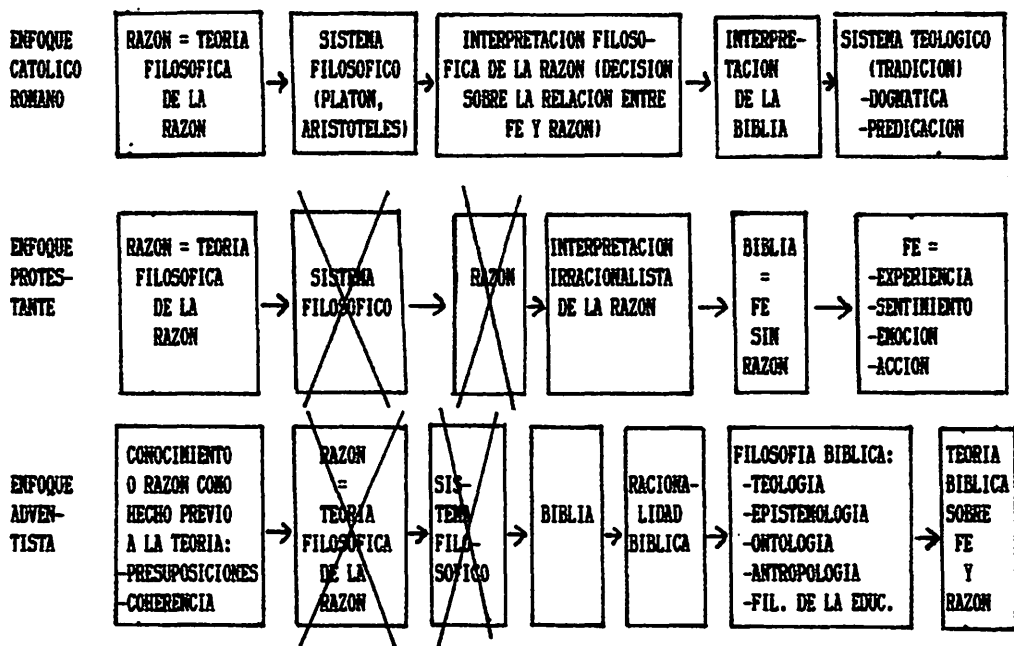 ENFOQUE
CATOLICO
ROMANO
RAZON = TEORIA
FILOSOFICA
DE LA
RAZON
SISTEMA
FILOSOFICO
(PLATON,
ARISTOTELES)
INTERPRETACION FILOSO-
FICA DE LA RAZON (DECISION
SOBRE LA RELACION ENTRE
FE Y RAZON)
INTERPRE-
TACION
DE LA
BIBLIA
SISTEMA TEOLOGICO
(TRADICION)
-DOGMATICA
-PREDICACION
ENFOQUE
PROTES-
TANTE
RAZON = TEORIA
FILOSOFICA
DE LA
RAZON
SISTEMA
FILOSOFICO
RAZON
INTERPRETACION
IRRACIONALISTA
DE LA RAZON
BIBLIA
=
FE
SIN
RAZON
FE =
-EXPERIENCIA
-SENTIMIENTO
-EMOCION
-ACCION
ENFOQUE
ADVEN-
TISTA
CONOCIMIENTO
O RAZON COMO
HECHO PREVIO
A LA TEORIA:
-PRESUPOSICIONES
-COHERENCIA
RAZON
=
TEORIA
FILOSOFICA
DE LA
RAZON
SIS-
TEMA
FILO-
SOFICO
BIBLIA
RACIONA-
LIDAD
BIBLICA
FILOSOFIA BIBLICA:
-TEOLOGIA
-EPISTEMOLOGIA
-ONTOLOGIA
-ANTROPOLOGIA
-FIL. DE LA EDUC.
TEORIA
BIBLICA
SOBRE
FE
Y
RAZON